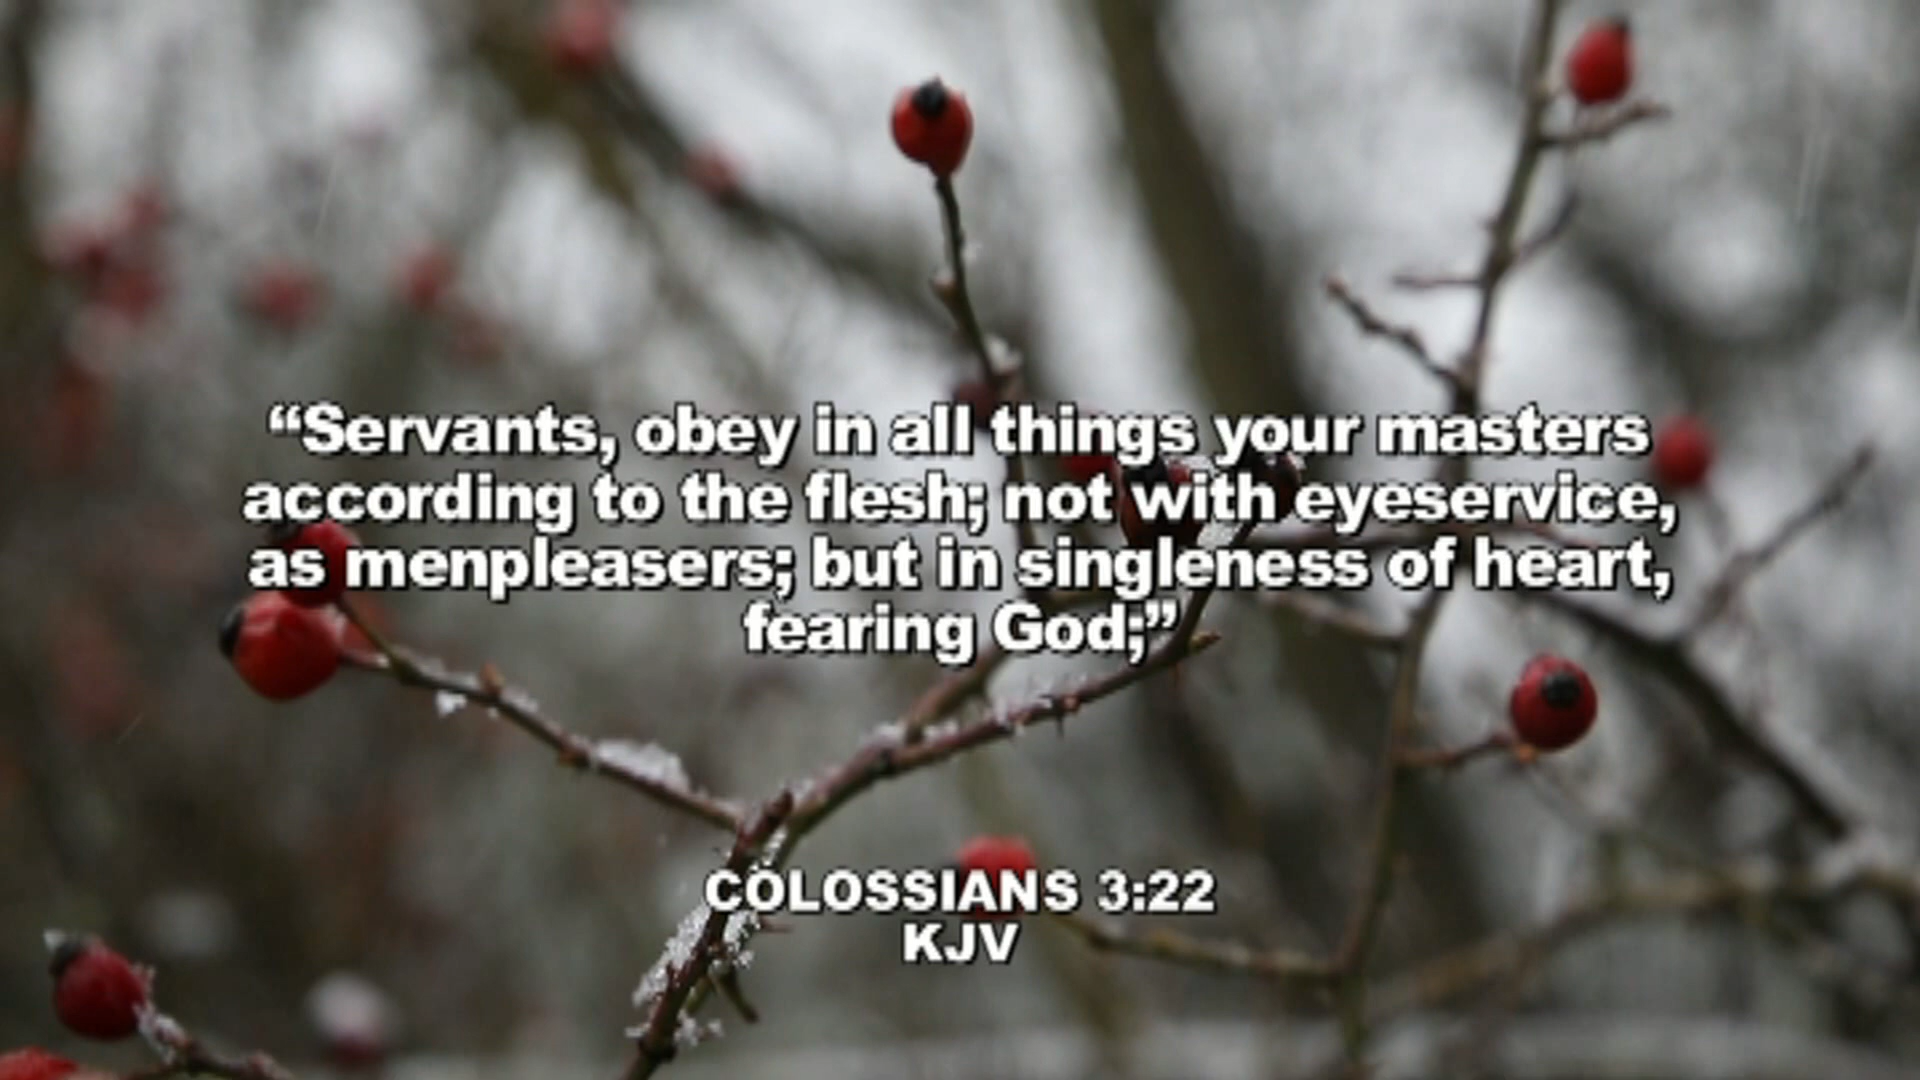 “Servants, obey in all things your masters
according to the flesh; not with eyeservice,
as menpleasers; but in singleness of heart,
fearing God;”
COLOSSIANS 3:22
KJV